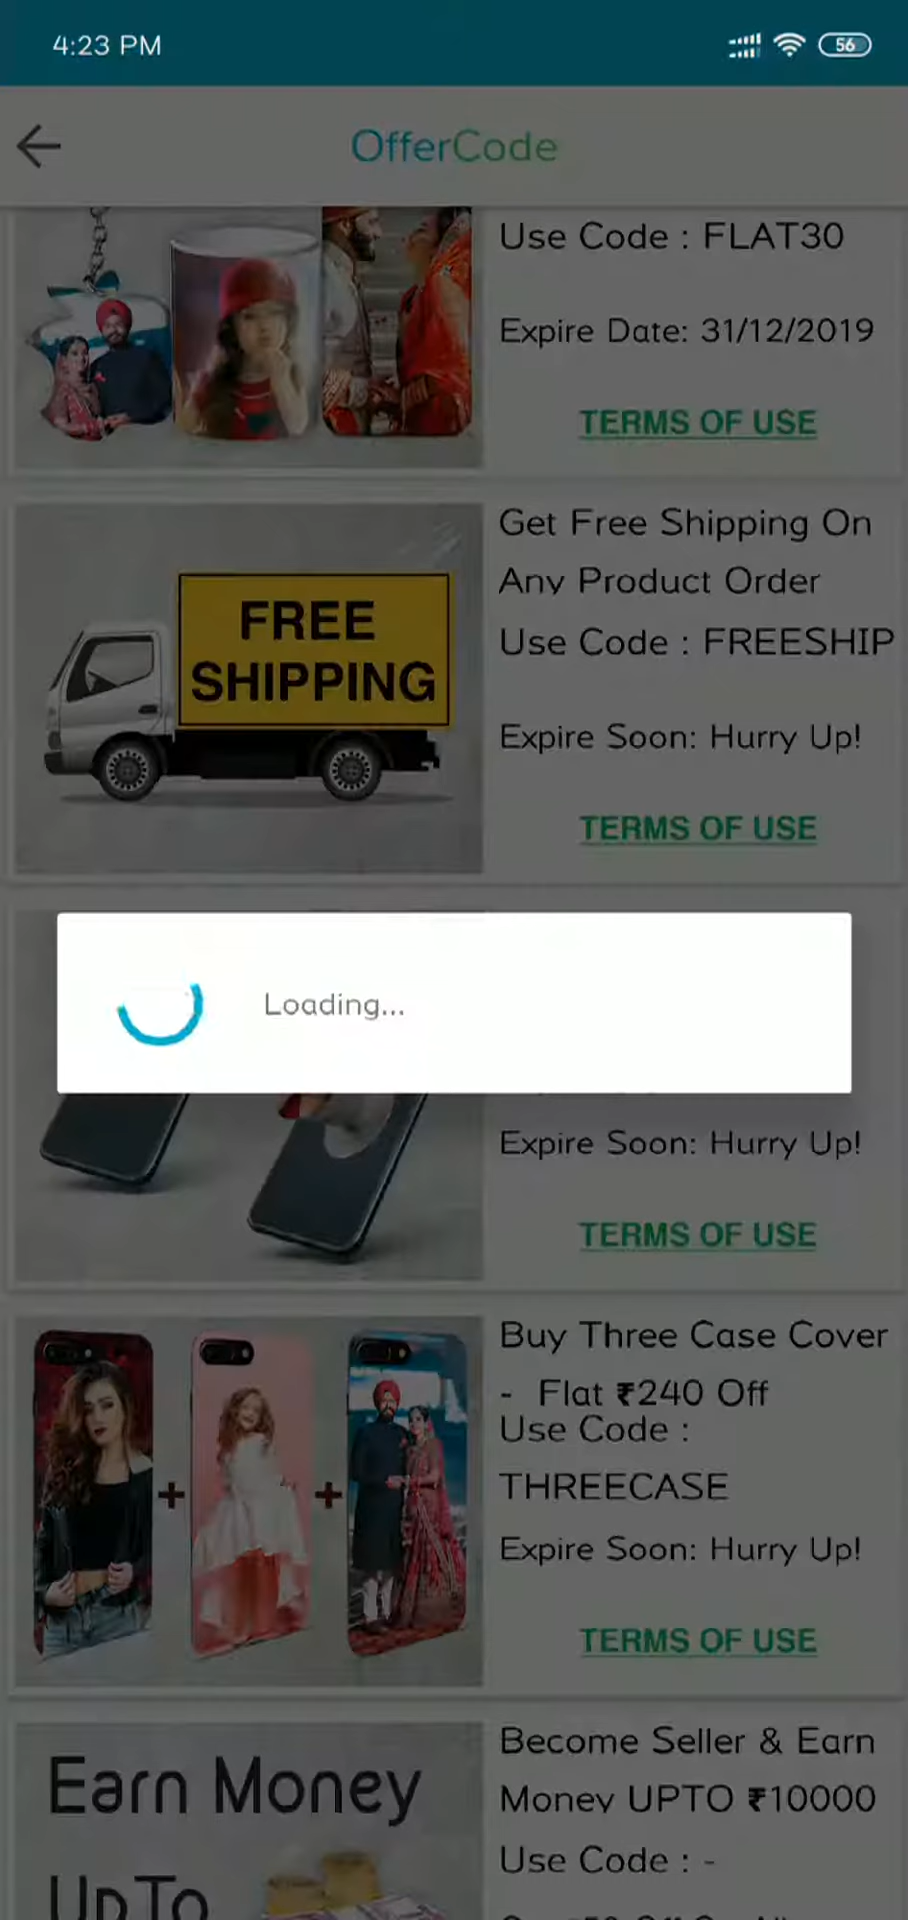 4:23 PM
56
OfferCode
Use Code : FLAT30
Expire Date: 31/12/2019
TERMS OF USE
FREE
SHIPPING
Get Free Shipping On
Any Product Order
Use Code : FREESHIP
Expire Soon: Hurry Up!
TERMS OF USE
Loading...
Expire Soon: Hurry Up!
TERMS OF USE
+ +
Buy Three Case Cover
- Flat ₹240 Off
Use Code :
THREECASE
Expire Soon: Hurry Up!
TERMS OF USE
Earn Money
UpTo
Become Seller & Earn
Money UPTO ₹10000
Use Code : -